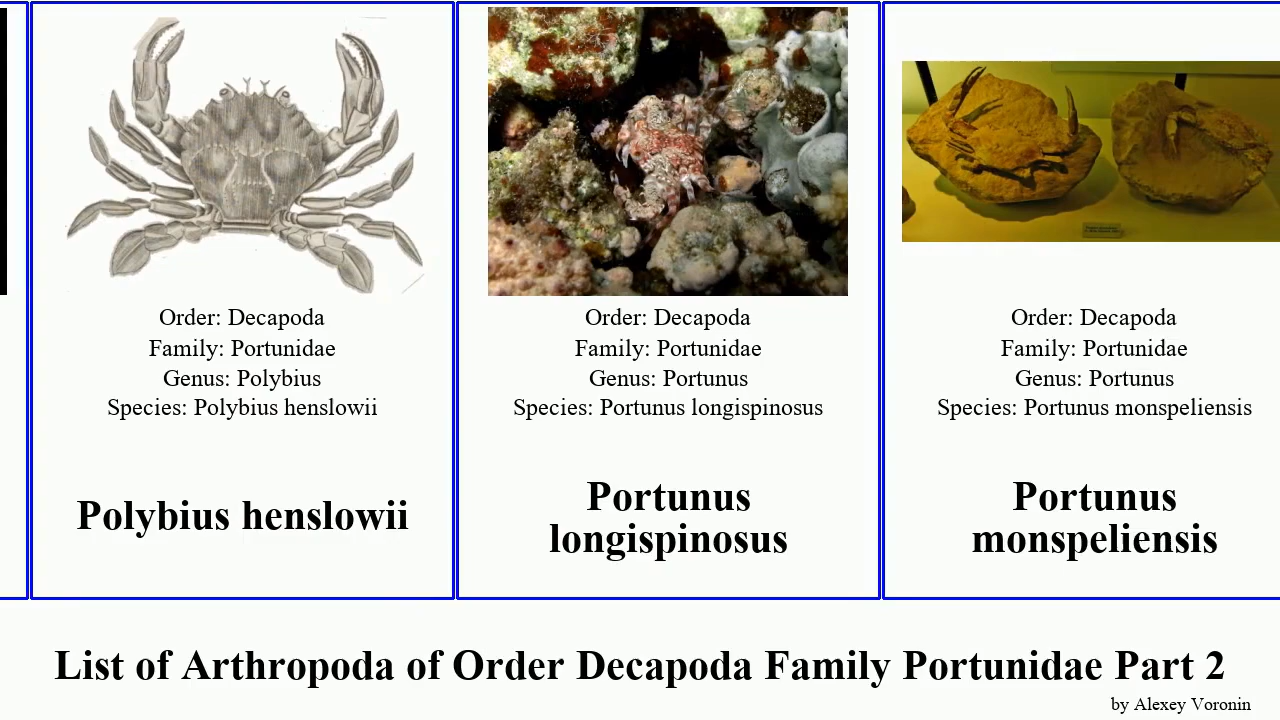 Order: Decapoda
Family: Portunidae
Genus: Polybius
Species: Polybius henslowii
Polybius henslowii
Order: Decapoda
Family: Portunidae
Genus: Portunus
Species: Portunus longispinosus
Portunus
longispinosus
Order: Decapoda
Family: Portunidae
Genus: Portunus
Species: Portunus monspeliensis
Portunus
monspeliensis
List of Arthropoda of Order Decapoda Family Portunidae Part 2
by Alexey Voronin